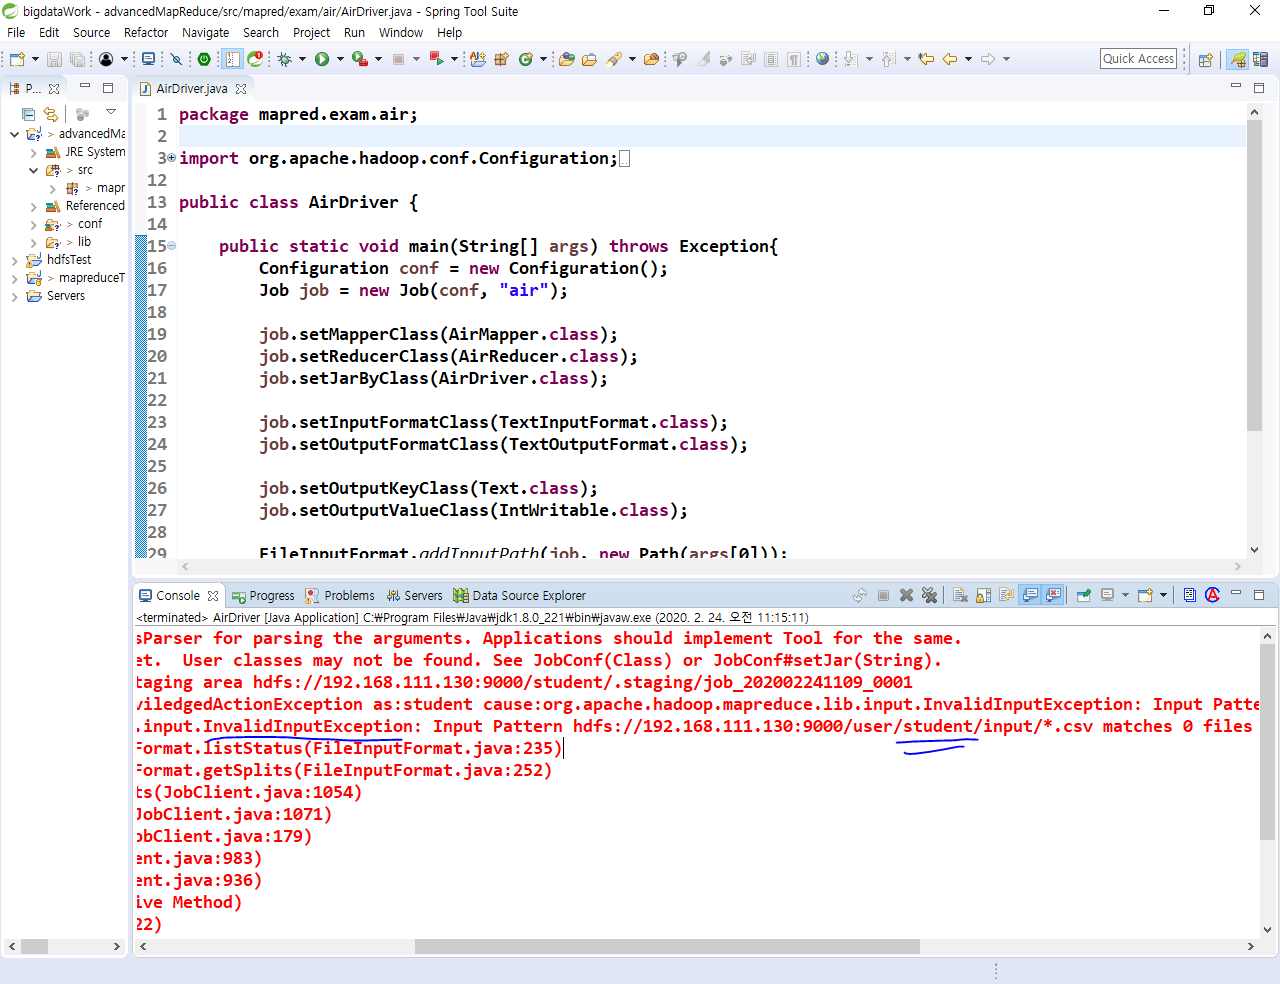 bigdataWork - advancedMapReduce/src/mapred/exam/air/AirDriver.java - Spring Tool Suite
File Edit Source Refactor Navigate Search Project Run Window Help
Quick Access
P...
AirDriver.java
> advancedMa
JRE System
> src
> mapr
Referenced
> conf
> lib
hdfsTest
> mapreduceT
Servers
1 package mapred.exam.air;
2
3 import org.apache.hadoop.conf.Configuration;
12
13 public class AirDriver {
14
15 public static void main(String[] args) throws Exception{
16 Configuration conf = new Configuration();
17 Job job = new Job(conf, "air");
18
19 job.setMapperClass(AirMapper.class);
20 job.setReducerClass(AirReducer.class);
21 job.setJarByClass(AirDriver.class);
22
23 job.setInputFormatClass(TextInputFormat.class);
24 job.setOutputFormatClass(TextOutputFormat.class);
25
26 job.setOutputKeyClass(Text.class);
27 job.setOutputValueClass(IntWritable.class);
28
29 FileInputFormat.addInputPath(job, new Path(args[0]));
Console Progress Problems Servers Data Source Explorer
<terminated> AirDriver [Java Application] C:₩Program Files₩Java₩jdk1.8.0_221₩bin₩javaw.exe (2020. 2. 24. 오전 11:15:11)
sParser for parsing the arguments. Applications should implement Tool for the same.
et.  User classes may not be found. See JobConf(Class) or JobConf#setJar(String).
taging area hdfs://192.168.111.130:9000/student/.staging/job_202002241109_0001
viledgedActionException as:student cause:org.apache.hadoop.mapreduce.lib.input.InvalidInputException: Input Patte
.input.InvalidInputException: Input Pattern hdfs://192.168.111.130:9000/user/student/input/*.csv matches 0 files
Format.listStatus(FileInputFormat.java:235)
Format.getSplits(FileInputFormat.java:252)
ts(JobClient.java:1054)
JobClient.java:1071)
obClient.java:179)
ent.java:983)
ent.java:936)
ive Method)
22)